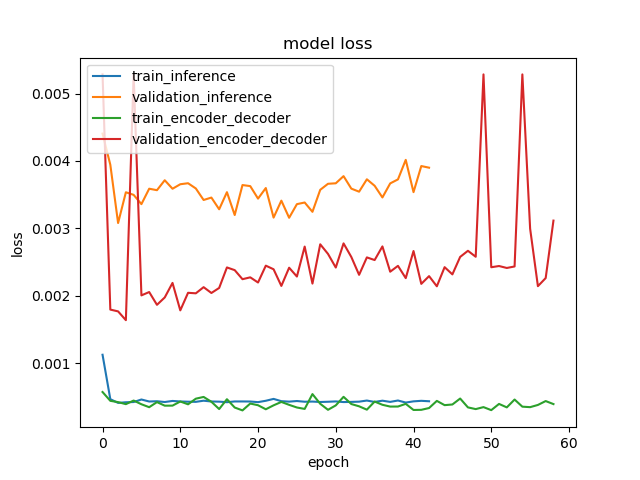 model loss
train_inference
validation_inference
train_encoder_decoder
validation_encoder_decoder
0.005
0.004
0.003
0.002
0.001
loss
0 10 20 30 40 50 60
epoch